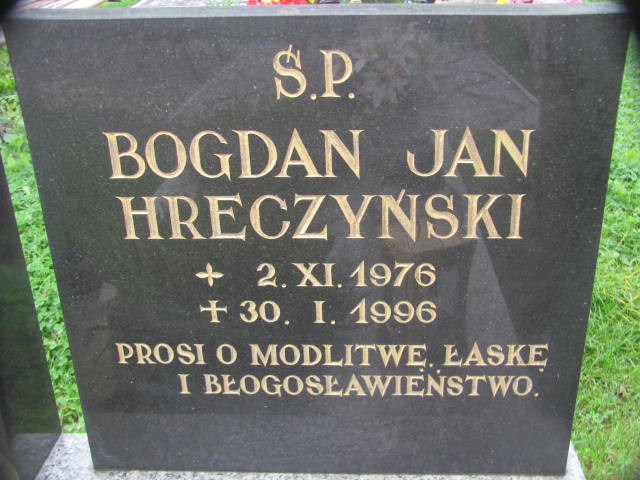 Ś.P.
BOGDAN JAN
HRECZYŃSKI
✧ 2. XI. 1976
✝ 30. I. 1996
PROSI O MODLITWĘ, ŁASKĘ
I BŁOGOSŁAWIEŃSTWO.